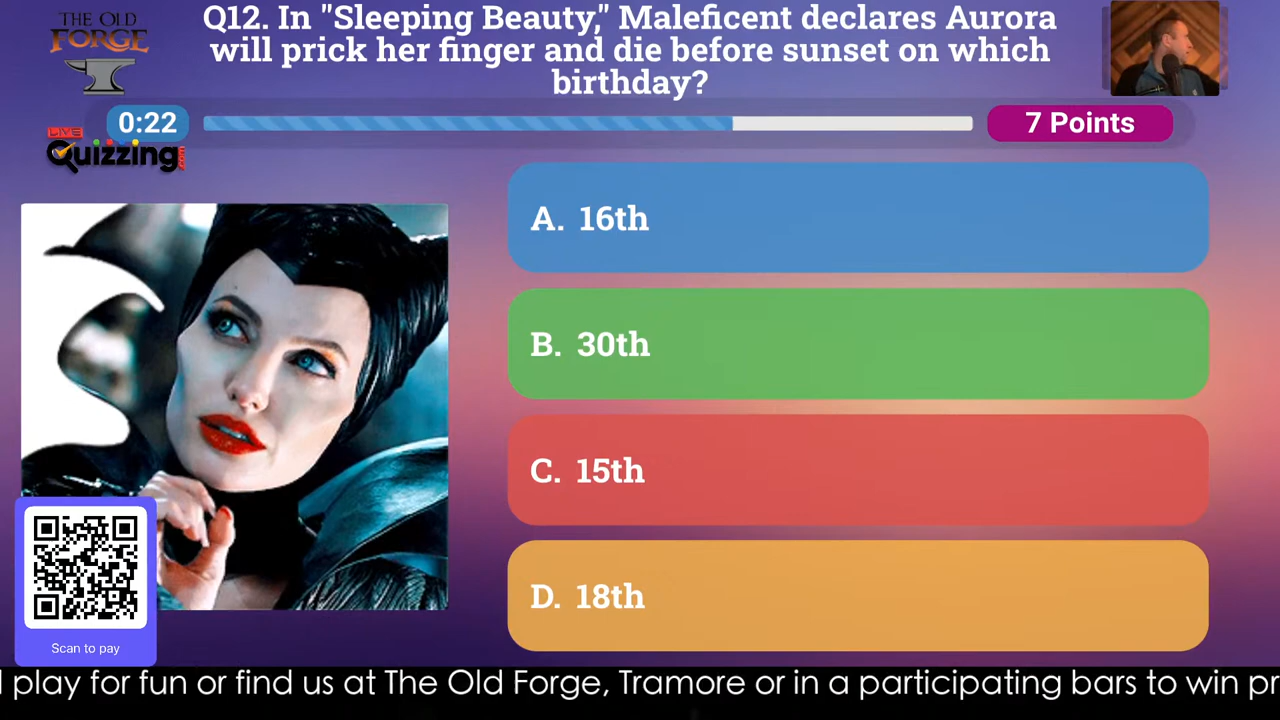 THE OLD
FORGE
Q12. In "Sleeping Beauty," Maleficent declares Aurora
will prick her finger and die before sunset on which
birthday?
0:22
7 Points
LIVE
Quizzing
A. 16th
B. 30th
C. 15th
D. 18th
Scan to pay
play for fun or find us at The Old Forge, Tramore or in a participating bars to win